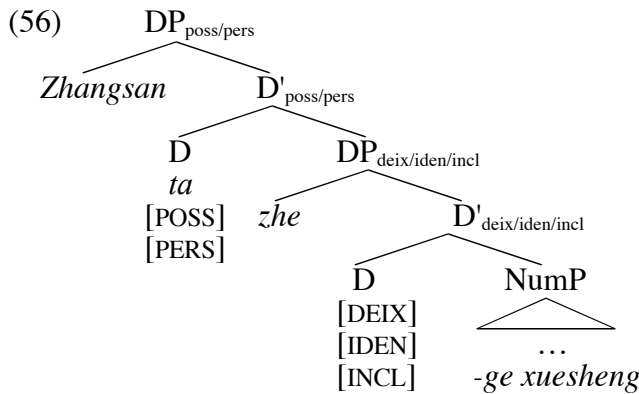 (56) DPposs/pers
Zhangsan D'poss/pers
D DPdeix/iden/incl
ta
[POSS] zhe D'deix/iden/incl
[PERS]
D NumP
[DEIX]
[IDEN] …
[INCL] -ge xuesheng